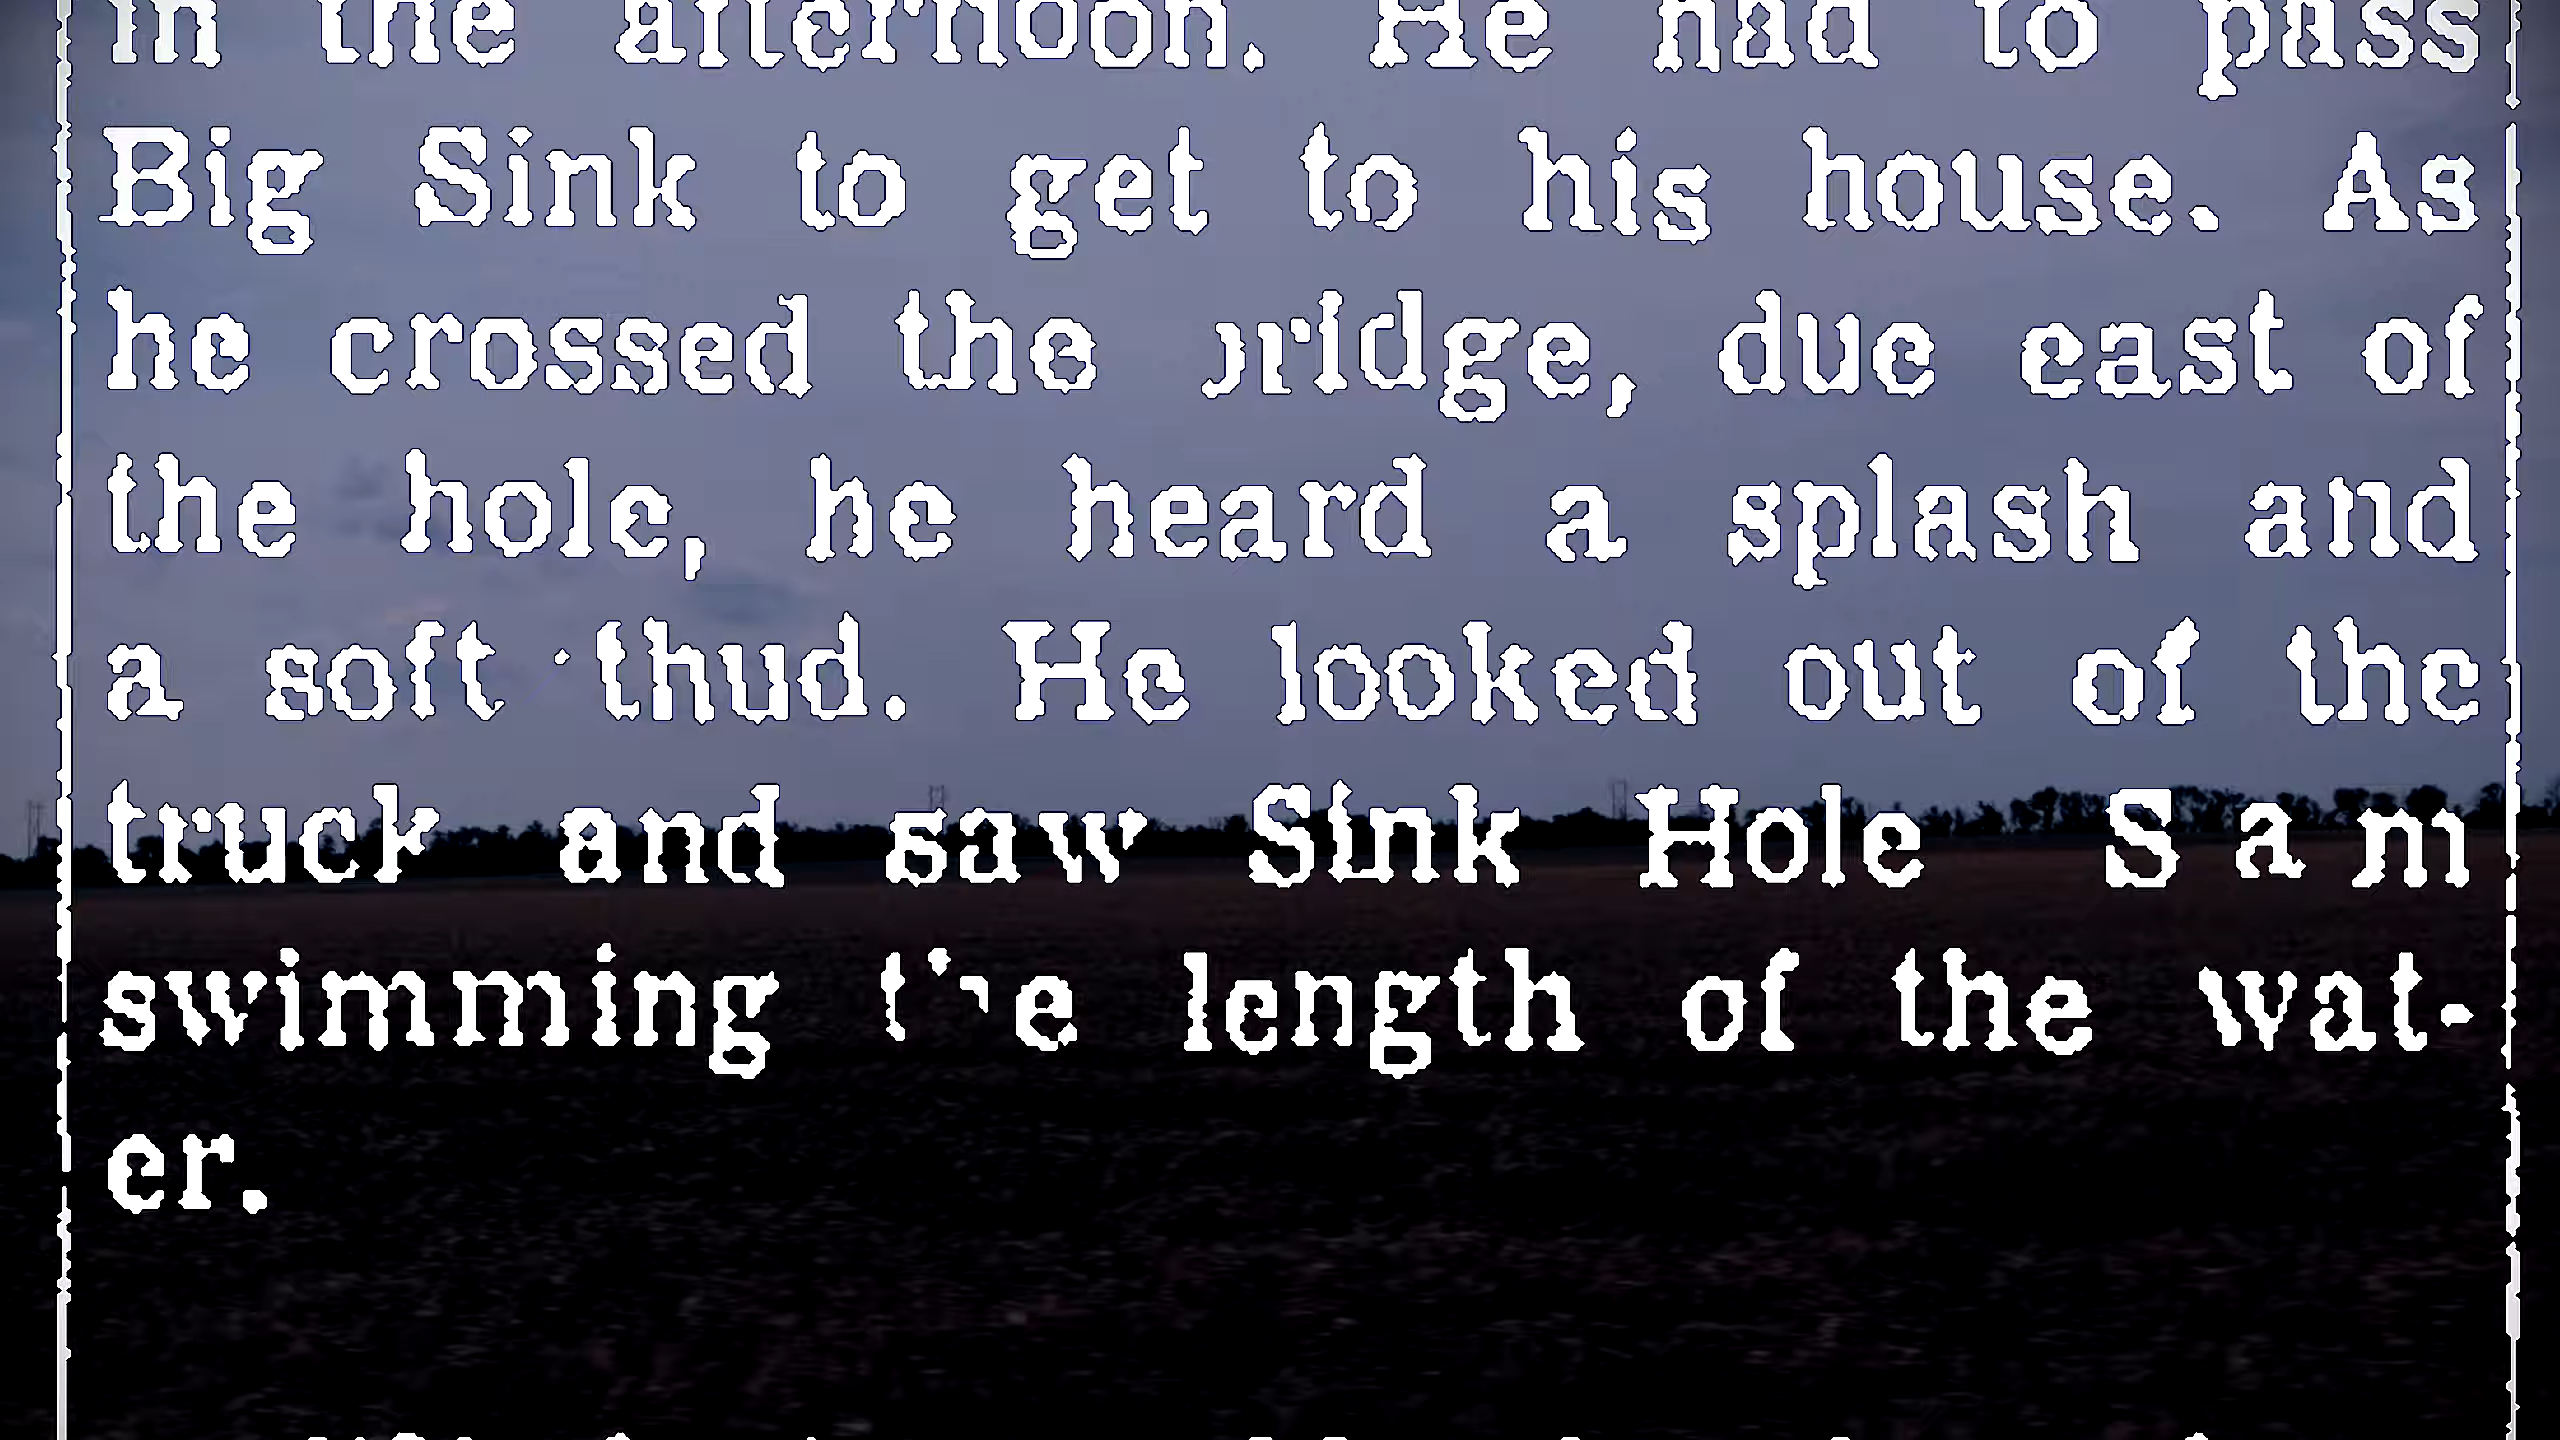 in the afternoon. He had to pass
Big Sink to get to his house. As
he crossed the bridge, due east of
the hole, he heard a splash and
a soft thud. He looked out of the
truck and saw Sink Hole Sam
swimming the length of the wat-
er.